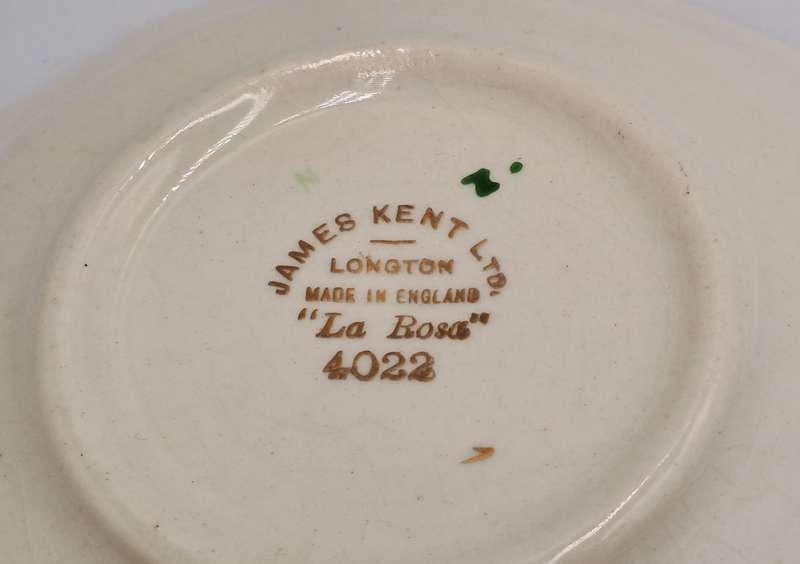 JAMES KENT LTD.
LONGTON
MADE IN ENGLAND
"La Rosa"
4022